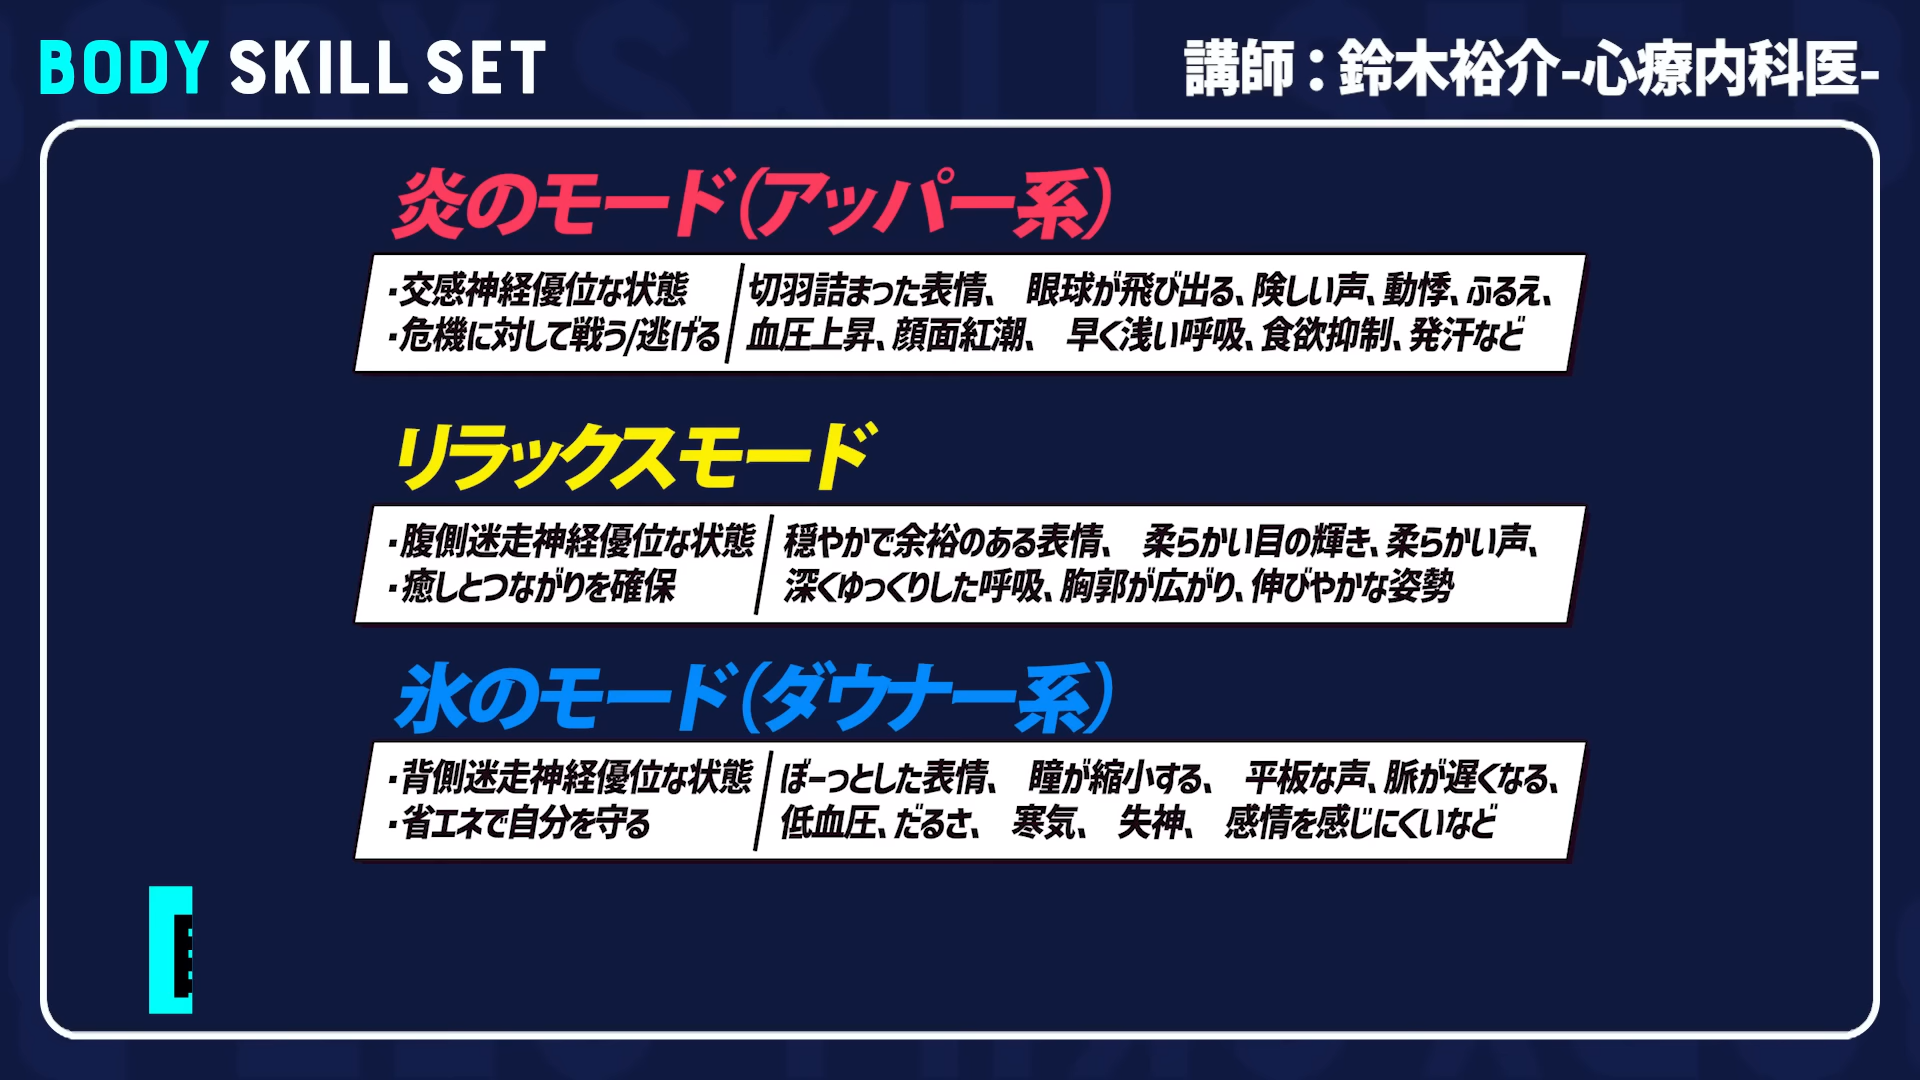 BODY SKILL SET
講師：鈴木裕介-心療内科医-
炎のモード（アッパー系）
・交感神経優位な状態
・危機に対して戦う/逃げる
切羽詰まった表情、 眼球が飛び出る、険しい声、動悸、ふるえ、
血圧上昇、顔面紅潮、 早く浅い呼吸、食欲抑制、発汗など
リラックスモード
・腹側迷走神経優位な状態
・癒しとつながりを確保
穏やかで余裕のある表情、 柔らかい目の輝き、柔らかい声、
深くゆっくりした呼吸、胸郭が広がり、伸びやかな姿勢
氷のモード（ダウナー系）
・背側迷走神経優位な状態
・省エネで自分を守る
ぼーっとした表情、 瞳が縮小する、 平板な声、脈が遅くなる、
低血圧、だるさ、 寒気、 失神、 感情を感じにくいなど